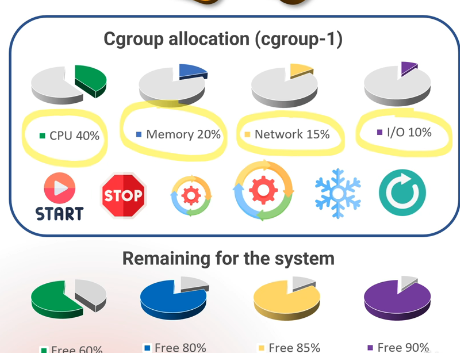 Cgroup allocation (cgroup-1)
CPU 40%
Memory 20%
Network 15%
I/O 10%
START
STOP
Remaining for the system
Free 60%
Free 80%
Free 85%
Free 90%